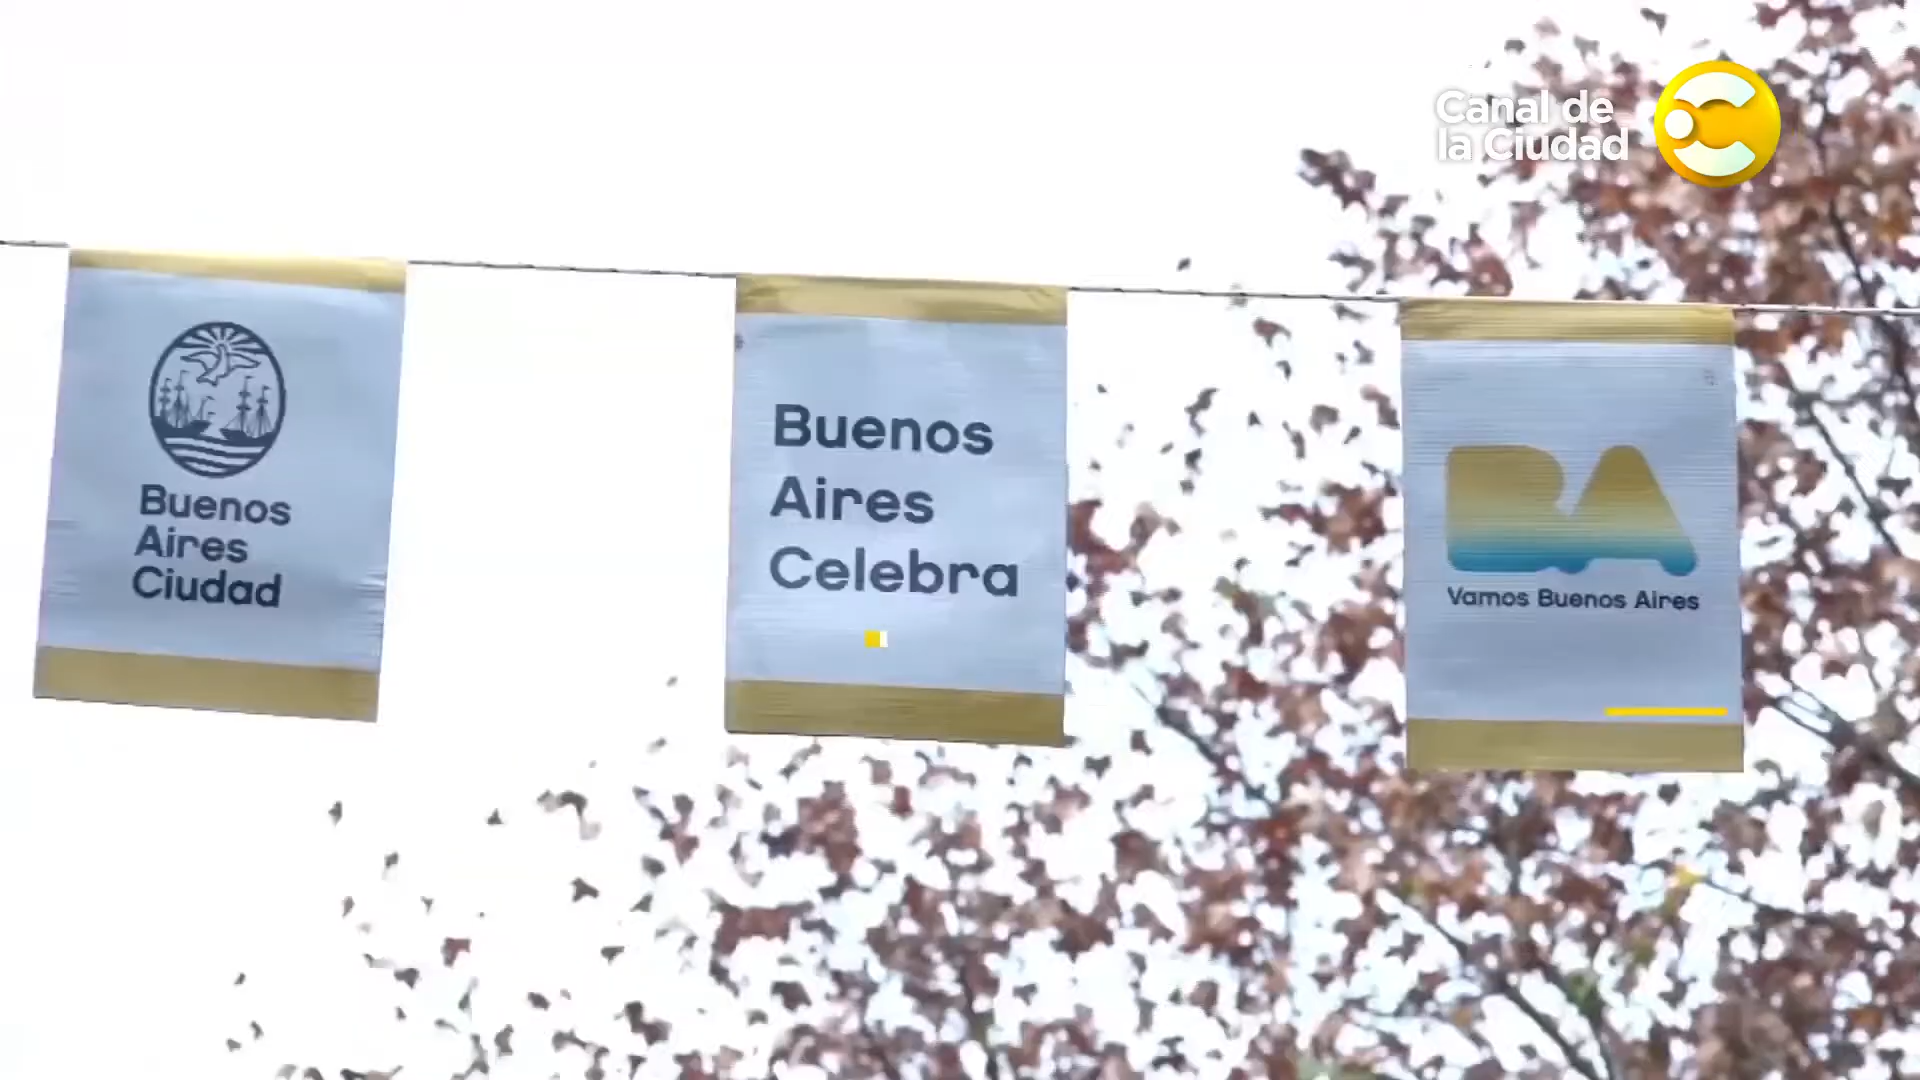 Canal de
la Ciudad
Buenos
Aires
Ciudad
Buenos
Aires
Celebra
BA
Vamos Buenos Aires